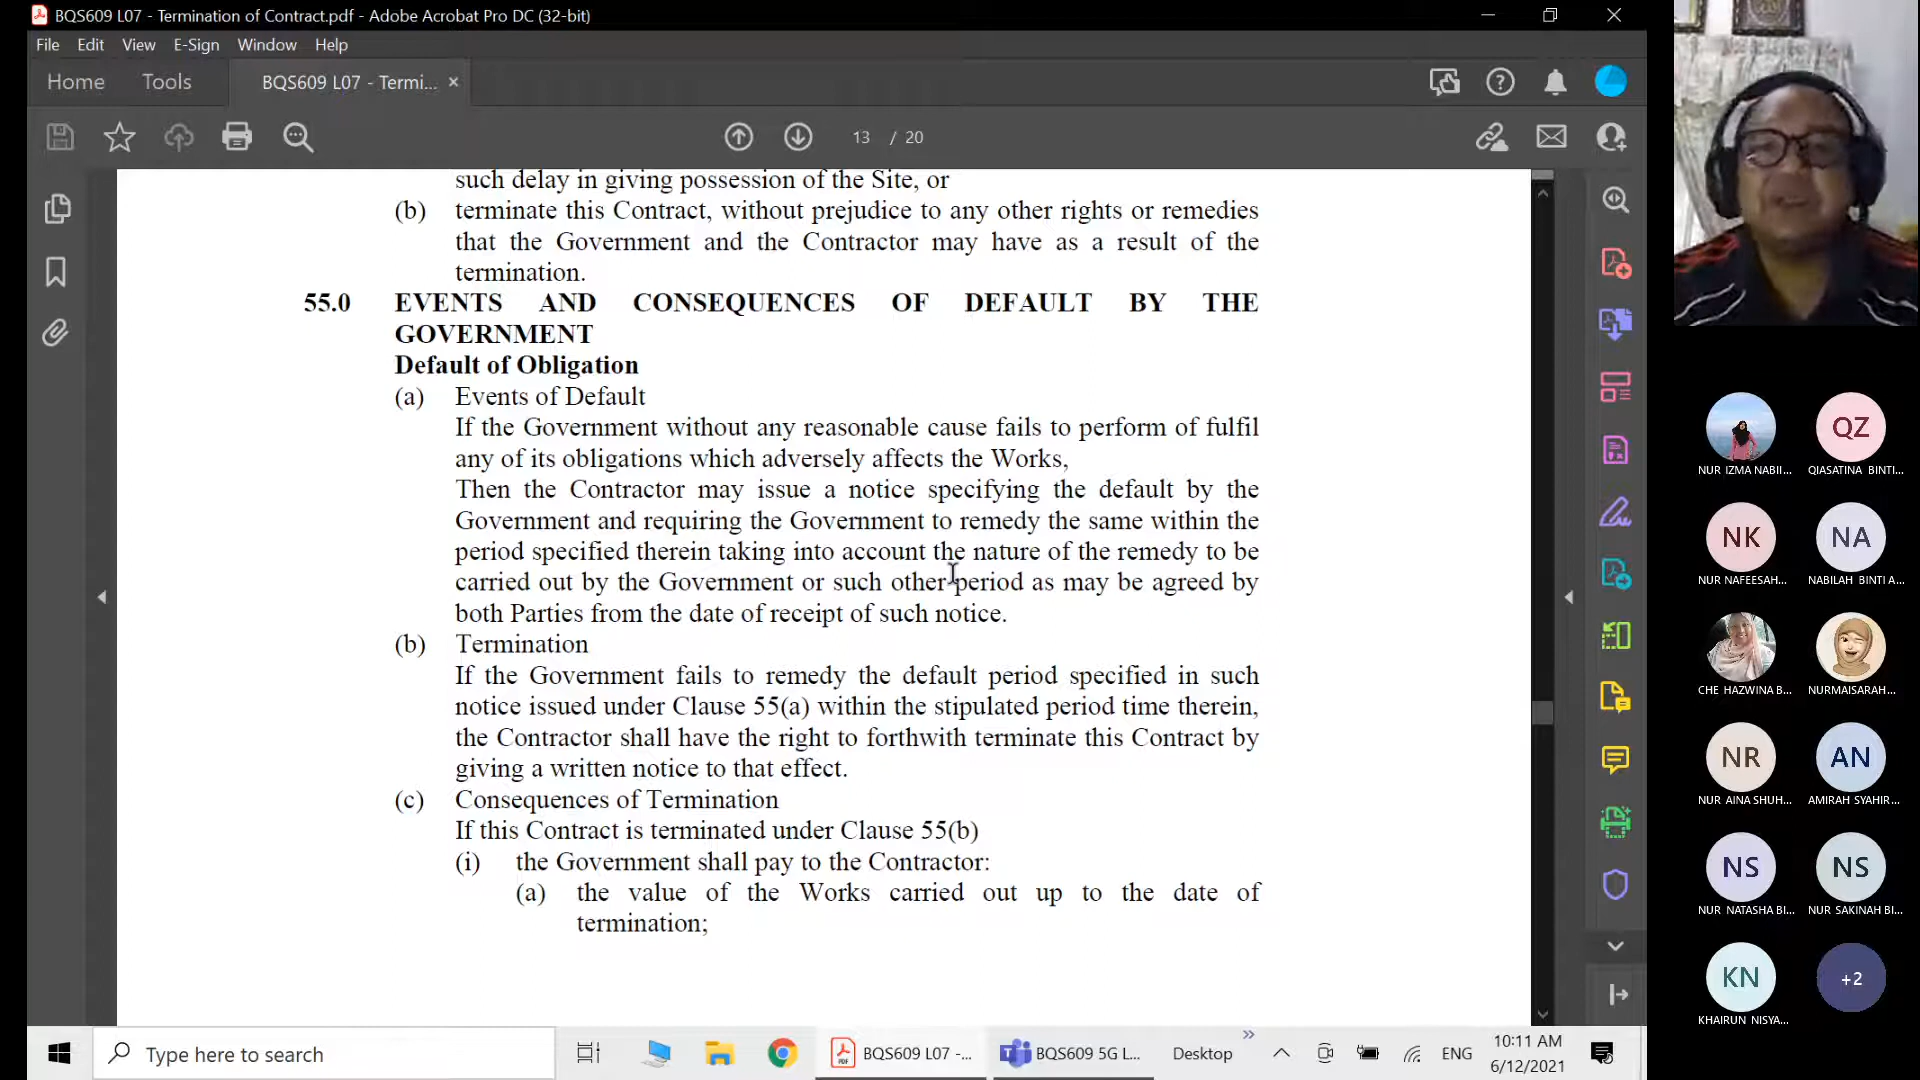 BQS609 L07 - Termination of Contract.pdf - Adobe Acrobat Pro DC (32-bit)
File Edit View E-Sign Window Help
Home Tools BQS609 L07 - Termi... ×
13 / 20
such delay in giving possession of the Site, or
(b) terminate this Contract, without prejudice to any other rights or remedies
that the Government and the Contractor may have as a result of the
termination.
55.0 EVENTS AND CONSEQUENCES OF DEFAULT BY THE
GOVERNMENT
Default of Obligation
(a) Events of Default
If the Government without any reasonable cause fails to perform of fulfil
any of its obligations which adversely affects the Works,
Then the Contractor may issue a notice specifying the default by the
Government and requiring the Government to remedy the same within the
period specified therein taking into account the nature of the remedy to be
carried out by the Government or such other period as may be agreed by
both Parties from the date of receipt of such notice.
(b) Termination
If the Government fails to remedy the default period specified in such
notice issued under Clause 55(a) within the stipulated period time therein,
the Contractor shall have the right to forthwith terminate this Contract by
giving a written notice to that effect.
(c) Consequences of Termination
If this Contract is terminated under Clause 55(b)
(i) the Government shall pay to the Contractor:
(a) the value of the Works carried out up to the date of
termination;
QZ
NUR IZMA NABII... QIASATINA BINTI...
NK NA
NUR NAFEESAH... NABILAH BINTI A...
CHE HAZWINA B... NURMAISARAH...
NR AN
NUR AINA SHUH... AMIRAH SYAHIR...
NS NS
NUR NATASHA BI... NUR SAKINAH BI...
KN +2
KHAIRUN NISYA...
Type here to search
BQS609 L07 -...
BQS609 5G L...
Desktop
ENG
10:11 AM
6/12/2021